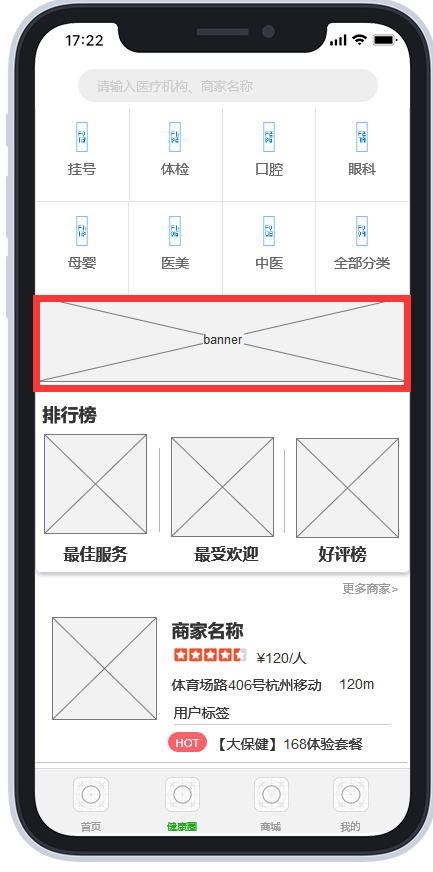 17:22
请输入医疗机构、商家名称
挂号 体检 口腔 眼科
母婴 医美 中医 全部分类
banner
排行榜
最佳服务 最受欢迎 好评榜
更多商家>
商家名称
¥120/人
体育场路406号杭州移动 120m
用户标签
HOT 【大保健】168体验套餐
首页 健康圈 商城 我的